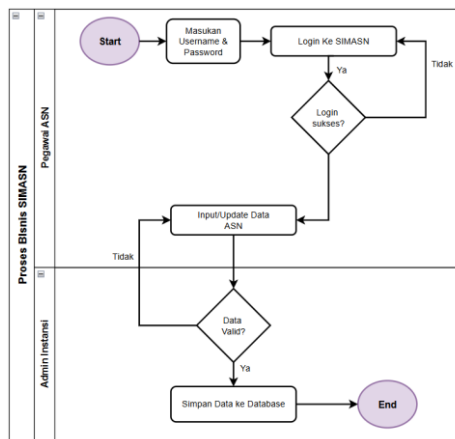 Proses Bisnis SIMASN
Pegawai ASN
Start
Masukan
Username &
Password
Login Ke SIMASN
Ya
Tidak
Login
sukses?
Input/Update Data
ASN
Tidak
Admin Instansi
Data
Valid?
Ya
Simpan Data ke Database
End